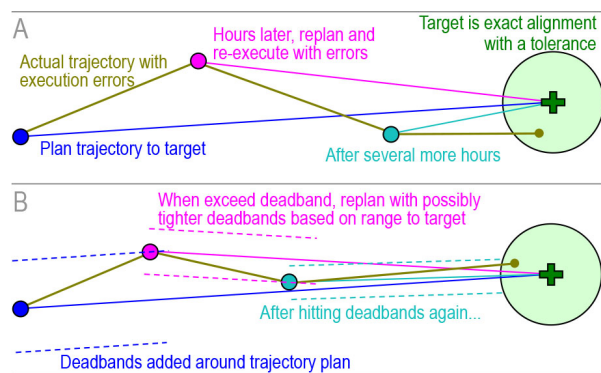 A
Hours later, replan and
re-execute with errors
Target is exact alignment
with a tolerance
Actual trajectory with
execution errors
Plan trajectory to target
After several more hours
B
When exceed deadband, replan with possibly
tighter deadbands based on range to target
After hitting deadbands again...
Deadbands added around trajectory plan